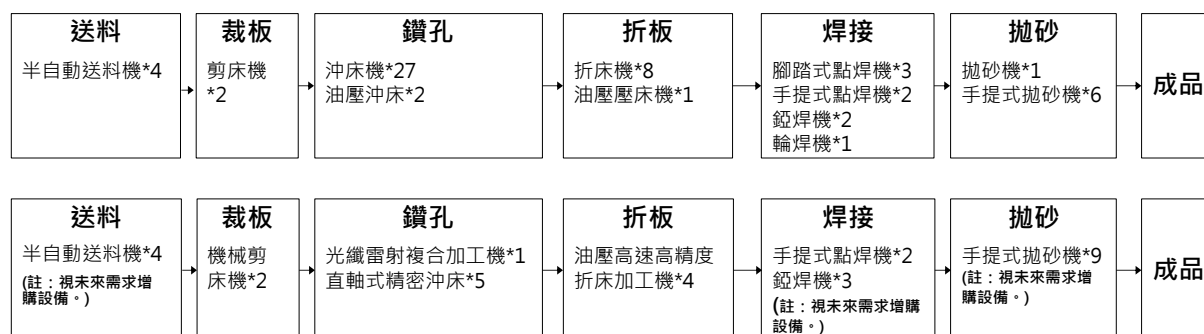 送料
半自動送料機*4
裁板
剪床機
*2
鑽孔
沖床機*27
油壓沖床*2
折板
折床機*8
油壓壓床機*1
焊接
腳踏式點焊機*3
手提式點焊機*2
錏焊機*2
輪焊機*1
拋砂
拋砂機*1
手提式拋砂機*6
成品
送料
半自動送料機*4
(註：視未來需求增
購設備。)
裁板
機械剪
床機*2
鑽孔
光纖雷射複合加工機*1
直軸式精密沖床*5
折板
油壓高速高精度
折床加工機*4
焊接
手提式點焊機*2
錏焊機*3
(註：視未來需求增購
設備。)
拋砂
手提式拋砂機*9
(註：視未來需求增
購設備。)
成品